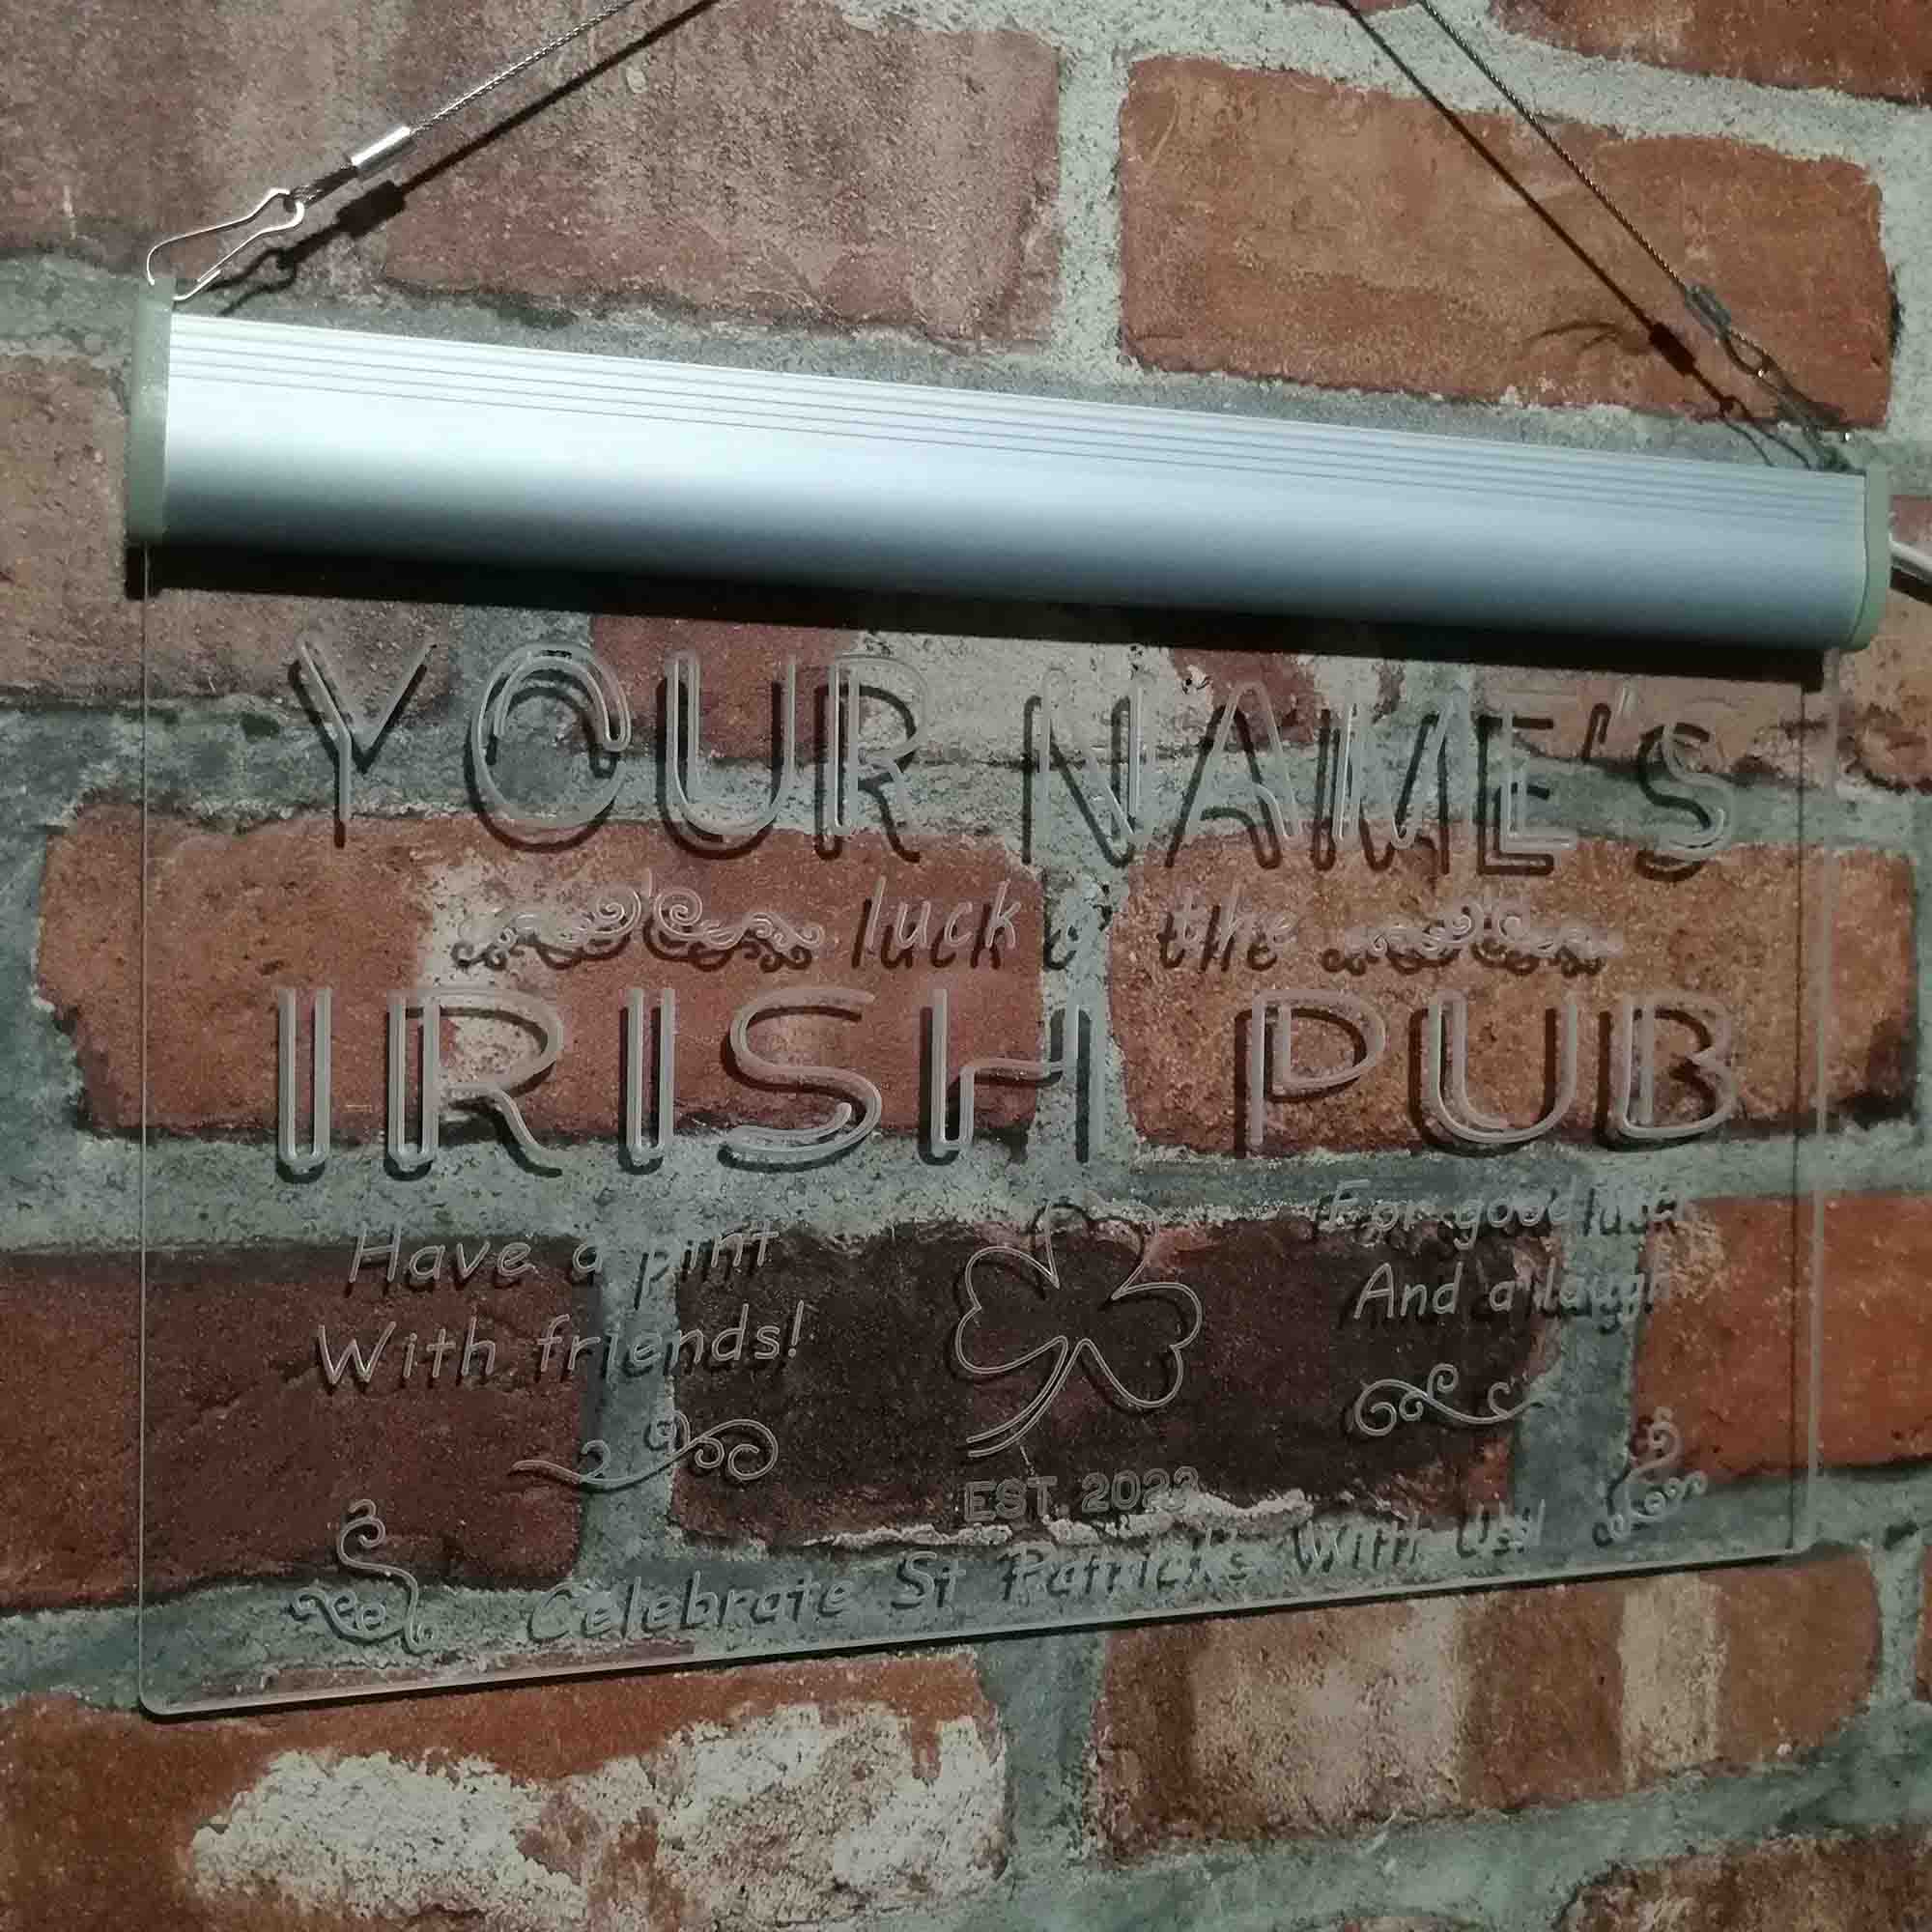 YOUR NAME'S
luck o' the
IRISH PUB
Have a pint
With friends!
For good luck
And a laugh
EST 2023
Celebrate St Patrick's With Us!